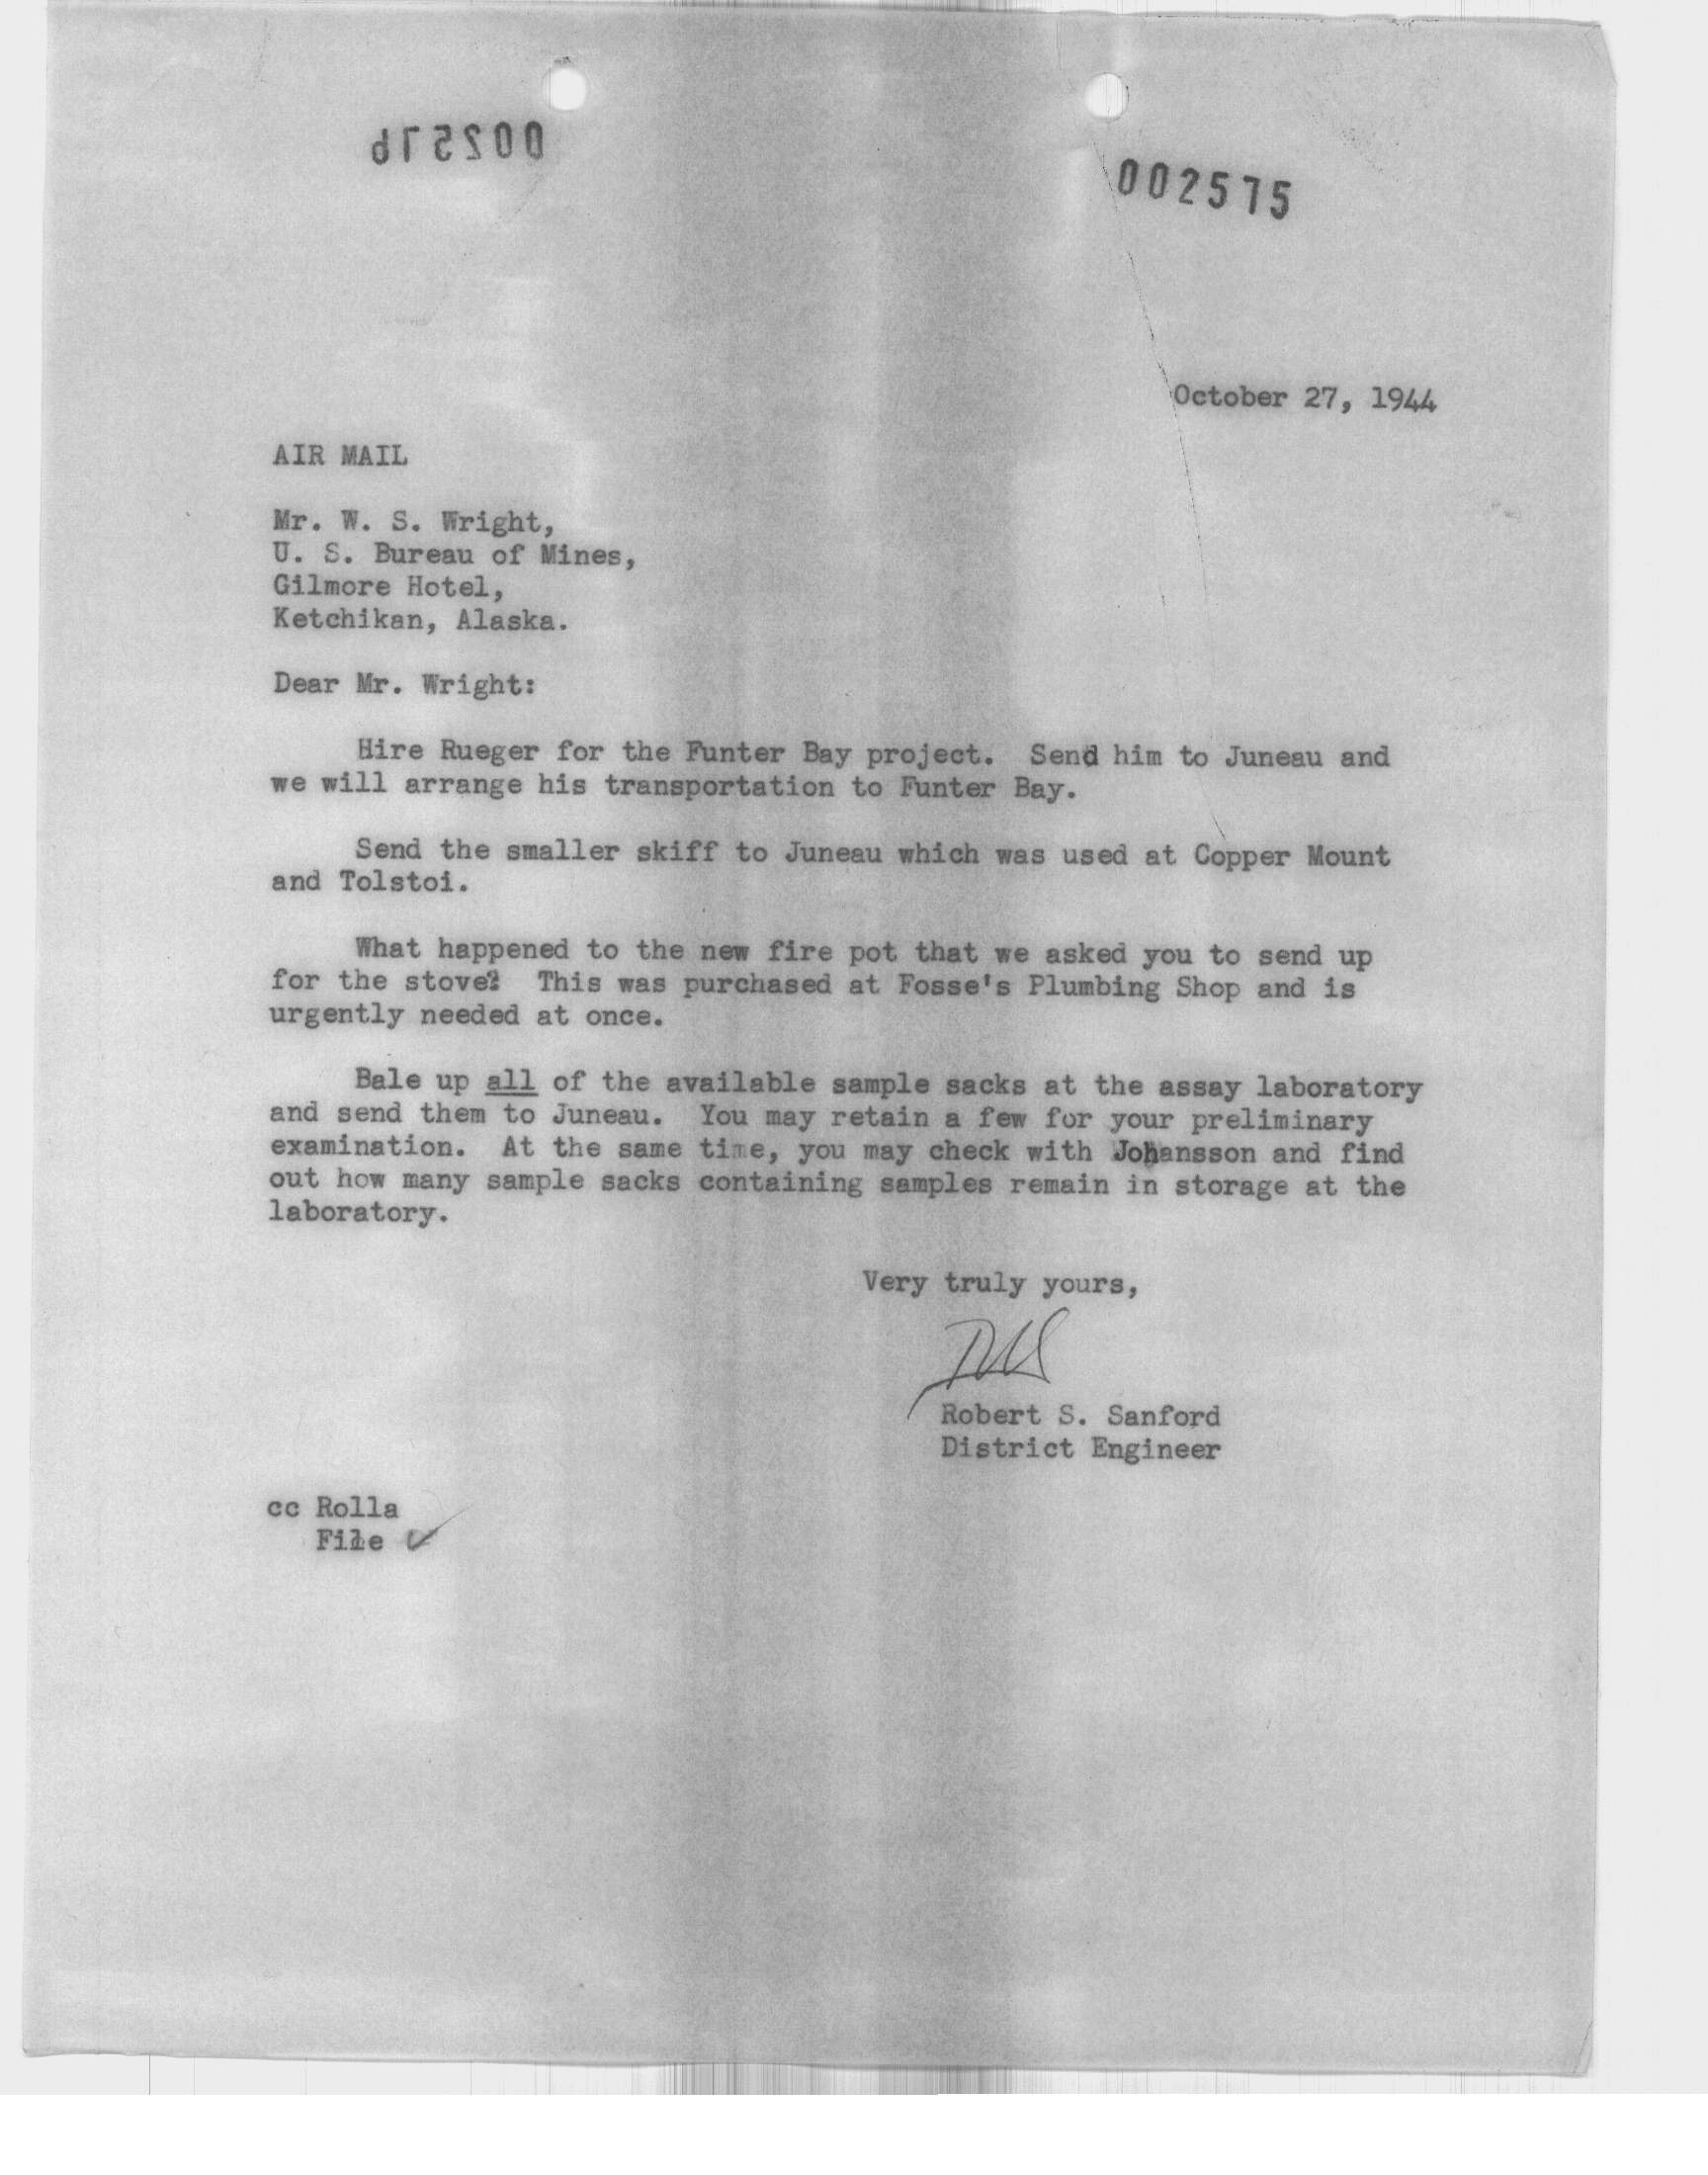 002576
002575
October 27, 1944
AIR MAIL
Mr. W. S. Wright,
U. S. Bureau of Mines,
Gilmore Hotel,
Ketchikan, Alaska.
Dear Mr. Wright:
Hire Rueger for the Funter Bay project. Send him to Juneau and
we will arrange his transportation to Funter Bay.
Send the smaller skiff to Juneau which was used at Copper Mount
and Tolstoi.
What happened to the new fire pot that we asked you to send up
for the stove? This was purchased at Fosse's Plumbing Shop and is
urgently needed at once.
Bale up all of the available sample sacks at the assay laboratory
and send them to Juneau. You may retain a few for your preliminary
examination. At the same time, you may check with Johansson and find
out how many sample sacks containing samples remain in storage at the
laboratory.
Very truly yours,
Robert S. Sanford
District Engineer
cc Rolla
File